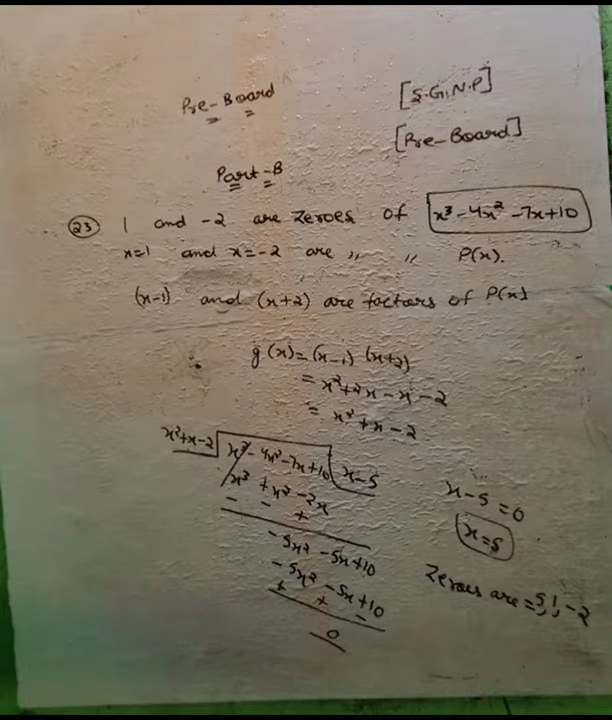 Pre-Board
[S.G.N.P]
[Pre-Board]
Part-B
(23) 1 and -2 are zeroes of x³-4x²-7x+10
x=1 and x=-2 are ,, ,, P(x).
(x-1) and (x+2) are factors of P(x)
g(x)=(x-1)(x+2)
= x²+2x-x-2
= x²+x-2
x²+x-2 x³-4x²-7x+10 x-5
x³+x²-2x
- - +
-5x²-5x+10
-5x²-5x+10
+ + -
0
x-5=0
x=5
Zeroes are=5,1,-2